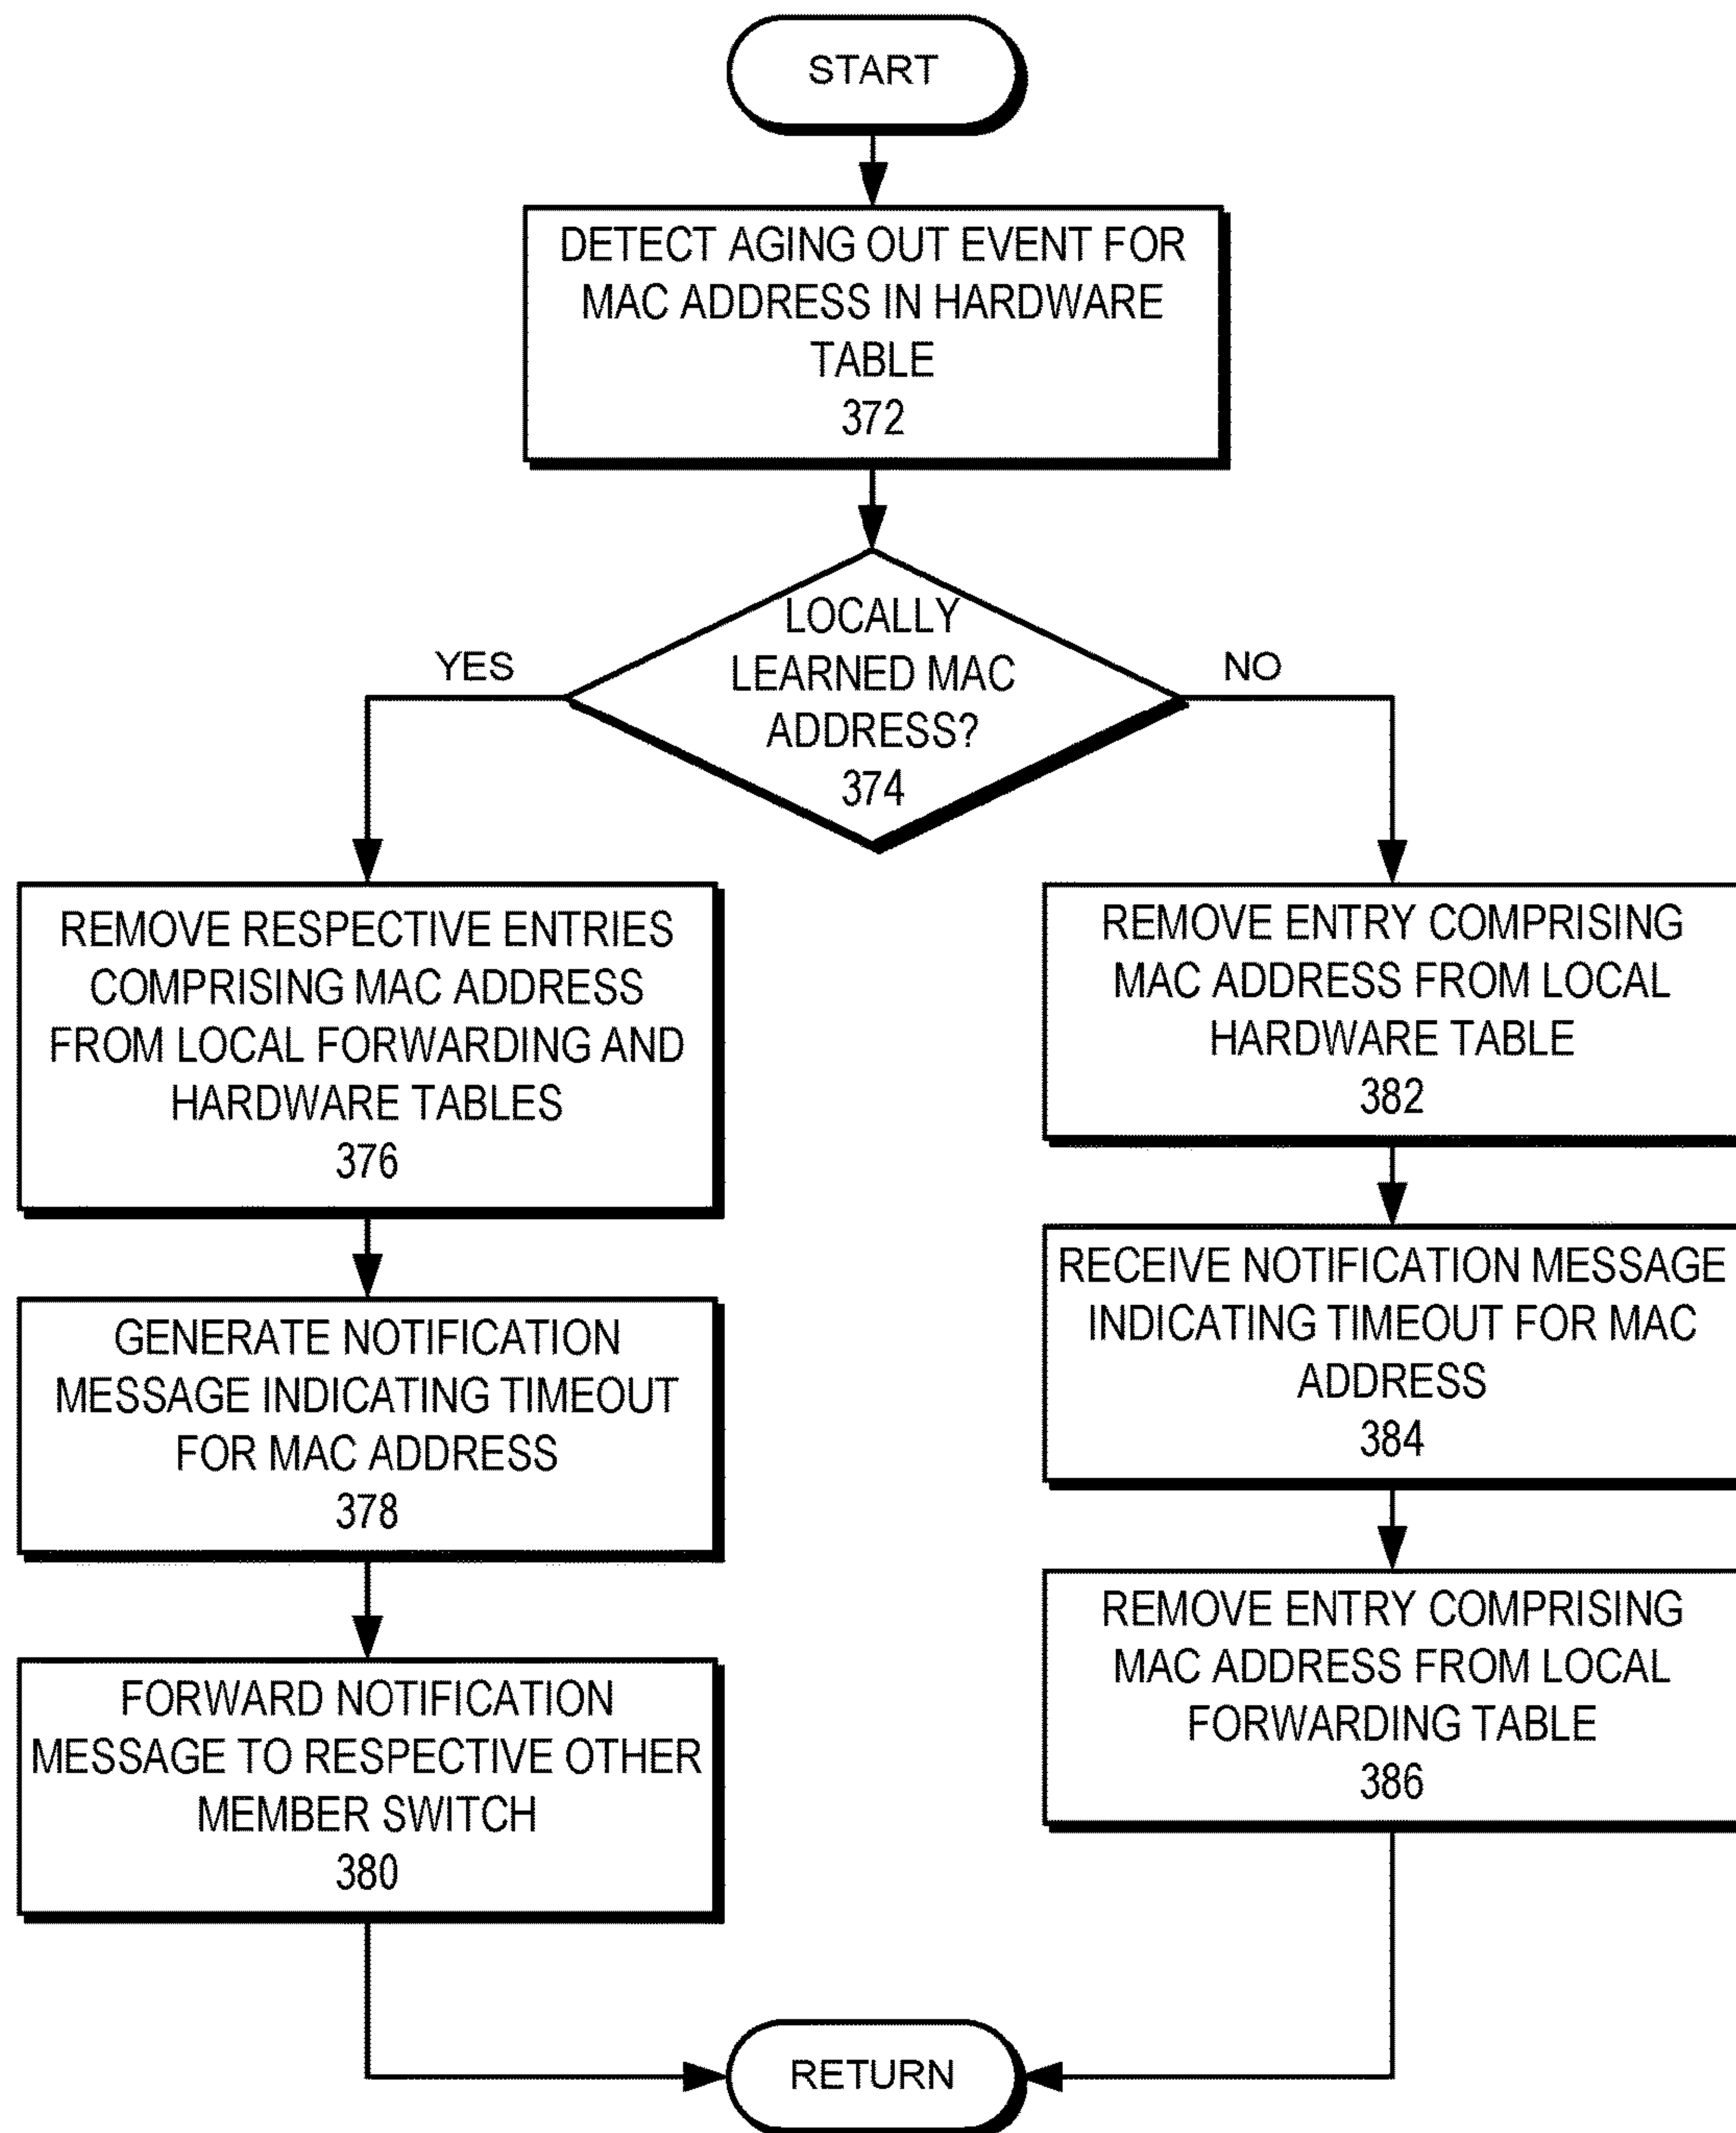 START
DETECT AGING OUT EVENT FOR
MAC ADDRESS IN HARDWARE
TABLE
372
LOCALLY
LEARNED MAC
ADDRESS?
374
YES
NO
REMOVE RESPECTIVE ENTRIES
COMPRISING MAC ADDRESS
FROM LOCAL FORWARDING AND
HARDWARE TABLES
376
GENERATE NOTIFICATION
MESSAGE INDICATING TIMEOUT
FOR MAC ADDRESS
378
FORWARD NOTIFICATION
MESSAGE TO RESPECTIVE OTHER
MEMBER SWITCH
380
REMOVE ENTRY COMPRISING
MAC ADDRESS FROM LOCAL
HARDWARE TABLE
382
RECEIVE NOTIFICATION MESSAGE
INDICATING TIMEOUT FOR MAC
ADDRESS
384
REMOVE ENTRY COMPRISING
MAC ADDRESS FROM LOCAL
FORWARDING TABLE
386
RETURN